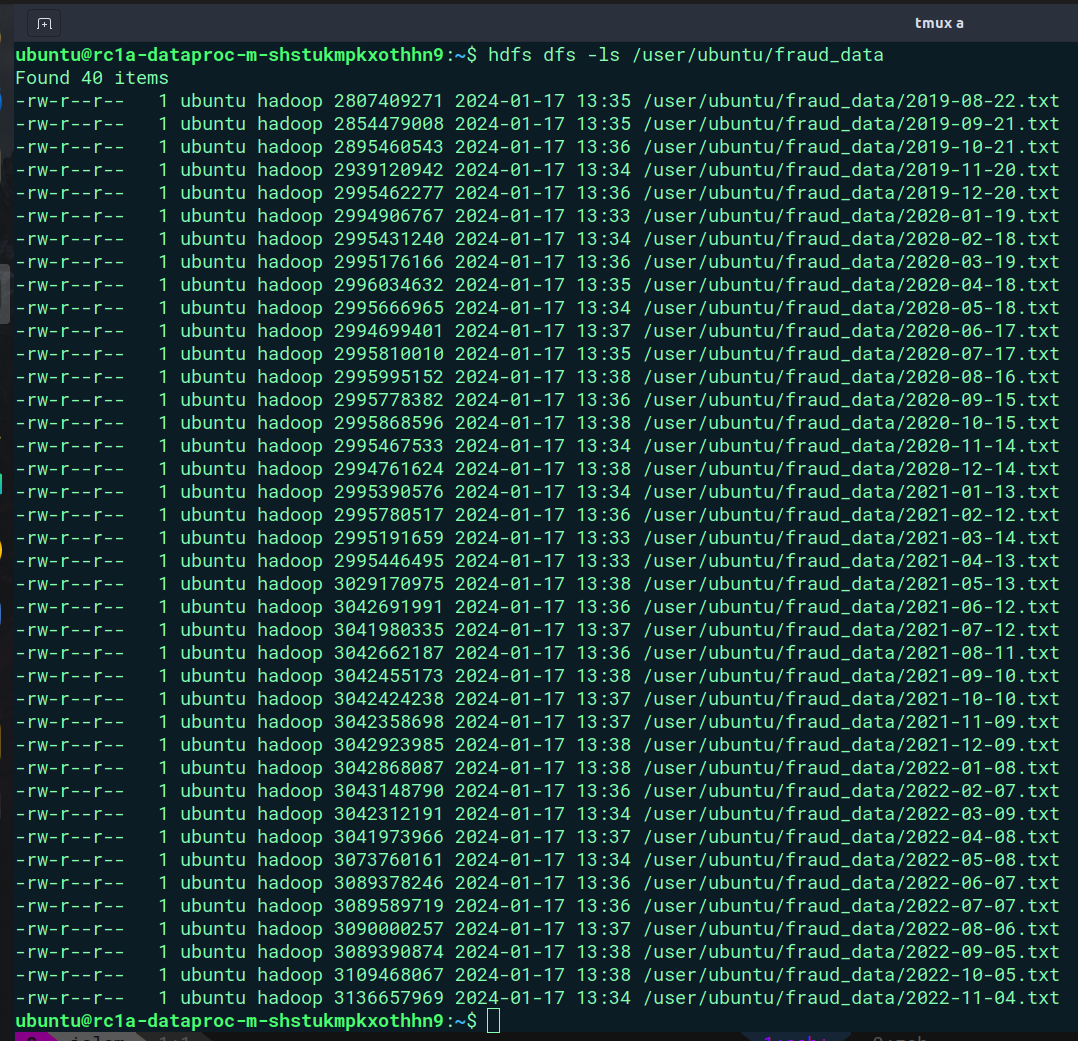 tmux a
ubuntu@rc1a-dataproc-m-shstukmpkxothhn9:~$ hdfs dfs -ls /user/ubuntu/fraud_data
Found 40 items
-rw-r--r--   1 ubuntu hadoop 2807409271 2024-01-17 13:35 /user/ubuntu/fraud_data/2019-08-22.txt
-rw-r--r--   1 ubuntu hadoop 2854479008 2024-01-17 13:35 /user/ubuntu/fraud_data/2019-09-21.txt
-rw-r--r--   1 ubuntu hadoop 2895460543 2024-01-17 13:36 /user/ubuntu/fraud_data/2019-10-21.txt
-rw-r--r--   1 ubuntu hadoop 2939120942 2024-01-17 13:34 /user/ubuntu/fraud_data/2019-11-20.txt
-rw-r--r--   1 ubuntu hadoop 2995462277 2024-01-17 13:36 /user/ubuntu/fraud_data/2019-12-20.txt
-rw-r--r--   1 ubuntu hadoop 2994906767 2024-01-17 13:33 /user/ubuntu/fraud_data/2020-01-19.txt
-rw-r--r--   1 ubuntu hadoop 2995431240 2024-01-17 13:34 /user/ubuntu/fraud_data/2020-02-18.txt
-rw-r--r--   1 ubuntu hadoop 2995176166 2024-01-17 13:36 /user/ubuntu/fraud_data/2020-03-19.txt
-rw-r--r--   1 ubuntu hadoop 2996034632 2024-01-17 13:35 /user/ubuntu/fraud_data/2020-04-18.txt
-rw-r--r--   1 ubuntu hadoop 2995666965 2024-01-17 13:34 /user/ubuntu/fraud_data/2020-05-18.txt
-rw-r--r--   1 ubuntu hadoop 2994699401 2024-01-17 13:37 /user/ubuntu/fraud_data/2020-06-17.txt
-rw-r--r--   1 ubuntu hadoop 2995810010 2024-01-17 13:35 /user/ubuntu/fraud_data/2020-07-17.txt
-rw-r--r--   1 ubuntu hadoop 2995995152 2024-01-17 13:38 /user/ubuntu/fraud_data/2020-08-16.txt
-rw-r--r--   1 ubuntu hadoop 2995778382 2024-01-17 13:36 /user/ubuntu/fraud_data/2020-09-15.txt
-rw-r--r--   1 ubuntu hadoop 2995868596 2024-01-17 13:38 /user/ubuntu/fraud_data/2020-10-15.txt
-rw-r--r--   1 ubuntu hadoop 2995467533 2024-01-17 13:34 /user/ubuntu/fraud_data/2020-11-14.txt
-rw-r--r--   1 ubuntu hadoop 2994761624 2024-01-17 13:38 /user/ubuntu/fraud_data/2020-12-14.txt
-rw-r--r--   1 ubuntu hadoop 2995390576 2024-01-17 13:34 /user/ubuntu/fraud_data/2021-01-13.txt
-rw-r--r--   1 ubuntu hadoop 2995780517 2024-01-17 13:36 /user/ubuntu/fraud_data/2021-02-12.txt
-rw-r--r--   1 ubuntu hadoop 2995191659 2024-01-17 13:33 /user/ubuntu/fraud_data/2021-03-14.txt
-rw-r--r--   1 ubuntu hadoop 2995446495 2024-01-17 13:33 /user/ubuntu/fraud_data/2021-04-13.txt
-rw-r--r--   1 ubuntu hadoop 3029170975 2024-01-17 13:38 /user/ubuntu/fraud_data/2021-05-13.txt
-rw-r--r--   1 ubuntu hadoop 3042691991 2024-01-17 13:36 /user/ubuntu/fraud_data/2021-06-12.txt
-rw-r--r--   1 ubuntu hadoop 3041980335 2024-01-17 13:37 /user/ubuntu/fraud_data/2021-07-12.txt
-rw-r--r--   1 ubuntu hadoop 3042662187 2024-01-17 13:36 /user/ubuntu/fraud_data/2021-08-11.txt
-rw-r--r--   1 ubuntu hadoop 3042455173 2024-01-17 13:38 /user/ubuntu/fraud_data/2021-09-10.txt
-rw-r--r--   1 ubuntu hadoop 3042424238 2024-01-17 13:37 /user/ubuntu/fraud_data/2021-10-10.txt
-rw-r--r--   1 ubuntu hadoop 3042358698 2024-01-17 13:37 /user/ubuntu/fraud_data/2021-11-09.txt
-rw-r--r--   1 ubuntu hadoop 3042923985 2024-01-17 13:38 /user/ubuntu/fraud_data/2021-12-09.txt
-rw-r--r--   1 ubuntu hadoop 3042868087 2024-01-17 13:38 /user/ubuntu/fraud_data/2022-01-08.txt
-rw-r--r--   1 ubuntu hadoop 3043148790 2024-01-17 13:36 /user/ubuntu/fraud_data/2022-02-07.txt
-rw-r--r--   1 ubuntu hadoop 3042312191 2024-01-17 13:34 /user/ubuntu/fraud_data/2022-03-09.txt
-rw-r--r--   1 ubuntu hadoop 3041973966 2024-01-17 13:37 /user/ubuntu/fraud_data/2022-04-08.txt
-rw-r--r--   1 ubuntu hadoop 3073760161 2024-01-17 13:34 /user/ubuntu/fraud_data/2022-05-08.txt
-rw-r--r--   1 ubuntu hadoop 3089378246 2024-01-17 13:36 /user/ubuntu/fraud_data/2022-06-07.txt
-rw-r--r--   1 ubuntu hadoop 3089589719 2024-01-17 13:36 /user/ubuntu/fraud_data/2022-07-07.txt
-rw-r--r--   1 ubuntu hadoop 3090000257 2024-01-17 13:37 /user/ubuntu/fraud_data/2022-08-06.txt
-rw-r--r--   1 ubuntu hadoop 3089390874 2024-01-17 13:38 /user/ubuntu/fraud_data/2022-09-05.txt
-rw-r--r--   1 ubuntu hadoop 3109468067 2024-01-17 13:38 /user/ubuntu/fraud_data/2022-10-05.txt
-rw-r--r--   1 ubuntu hadoop 3136657969 2024-01-17 13:34 /user/ubuntu/fraud_data/2022-11-04.txt
ubuntu@rc1a-dataproc-m-shstukmpkxothhn9:~$